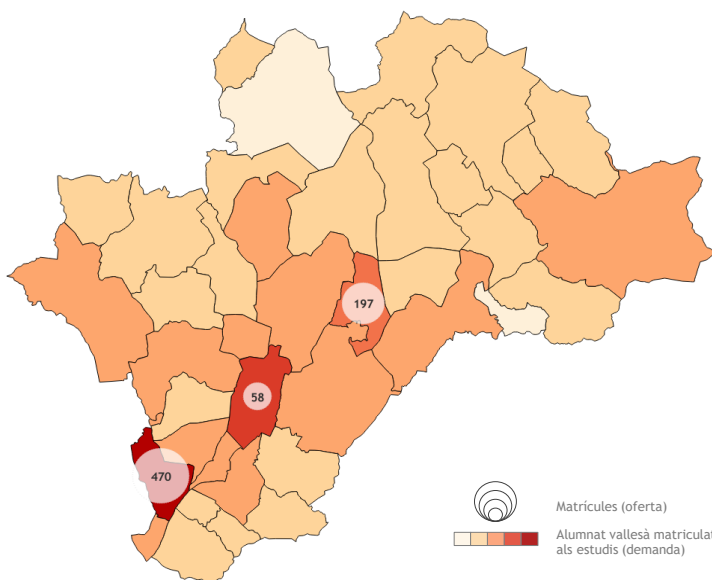 197
58
470
Matrícules (oferta)
Alumnat vallesà matriculat
als estudis (demanda)